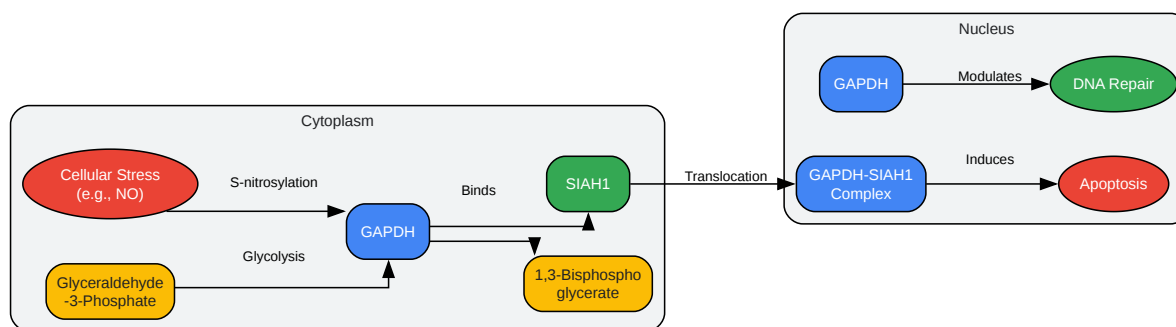 Nucleus
GAPDH
Modulates
DNA Repair
Cytoplasm
Cellular Stress
(e.g., NO)
S-nitrosylation
Binds
SIAH1
Translocation
GAPDH-SIAH1
Complex
Induces
Apoptosis
GAPDH
Glycolysis
Glyceraldehyde
-3-Phosphate
1,3-Bisphospho
glycerate